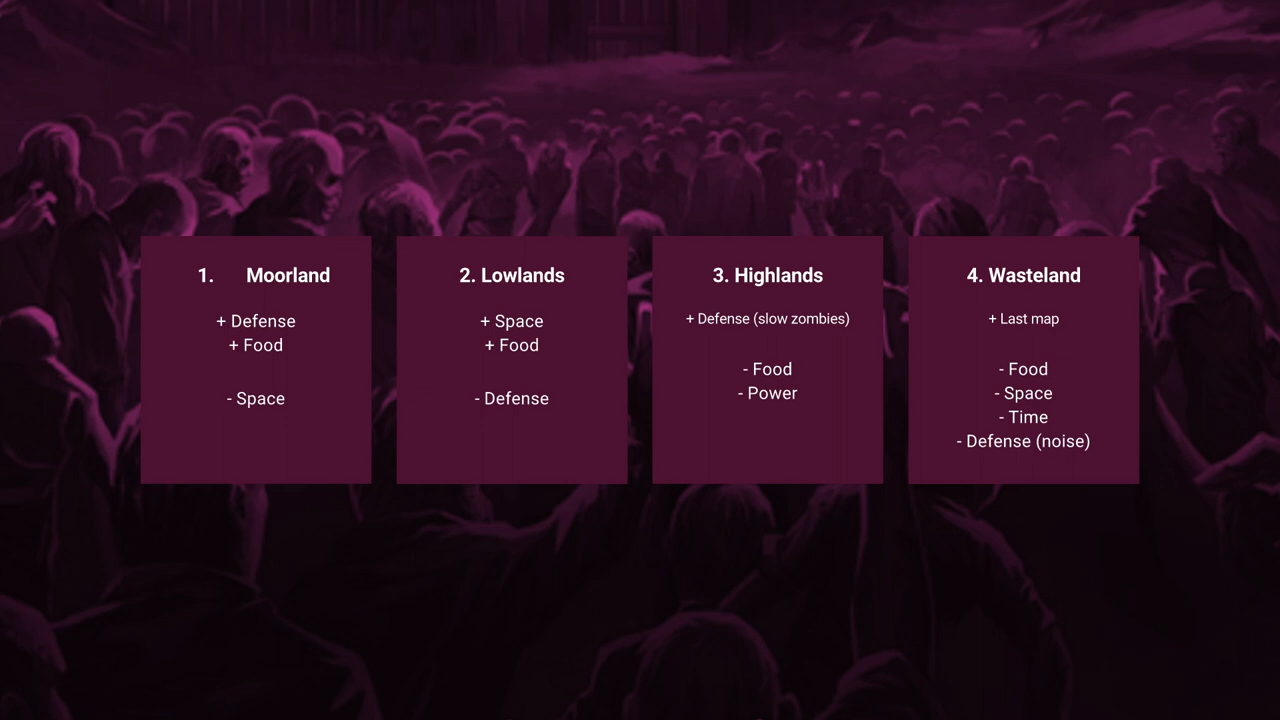 1. Moorland
+ Defense
+ Food
- Space
2. Lowlands
+ Space
+ Food
- Defense
3. Highlands
+ Defense (slow zombies)
- Food
- Power
4. Wasteland
+ Last map
- Food
- Space
- Time
- Defense (noise)